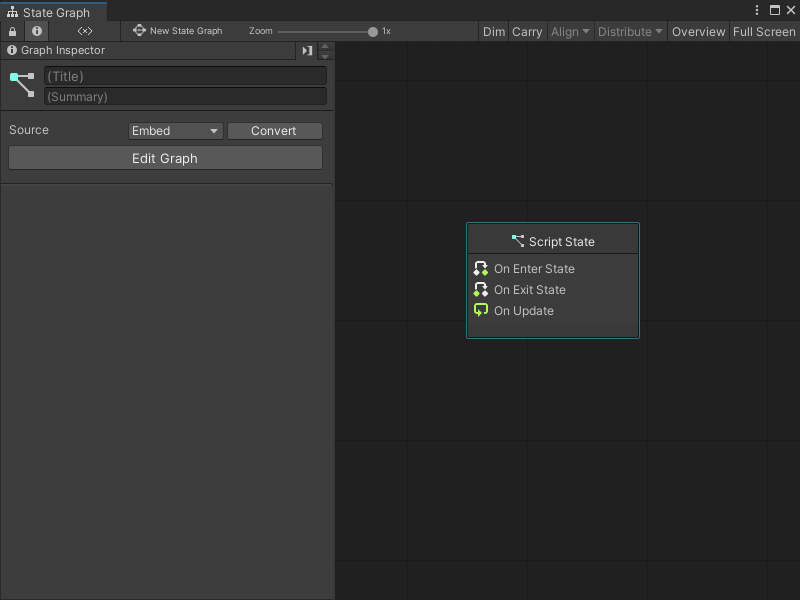 State Graph
New State Graph
Zoom
1x
Dim
Carry
Align
Distribute
Overview
Full Screen
Graph Inspector
(Title)
(Summary)
Source
Embed
Convert
Edit Graph
Script State
On Enter State
On Exit State
On Update